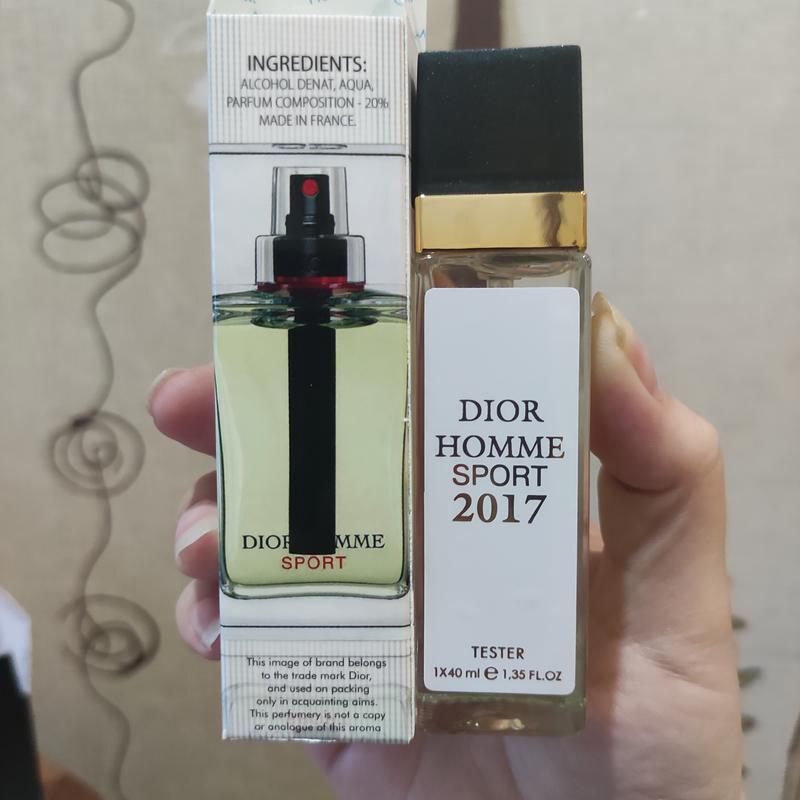 INGREDIENTS:
ALCOHOL DENAT, AQUA,
PARFUM COMPOSITION - 20%
MADE IN FRANCE.
DIOR HOMME
SPORT
This image of brand belongs
to the trade mark Dior,
and used on packing
only in acquainting aims.
This perfumery is not a copy
or analogue of this aroma
DIOR
HOMME
SPORT
2017
TESTER
1X40 ml e 1,35 FL.OZ